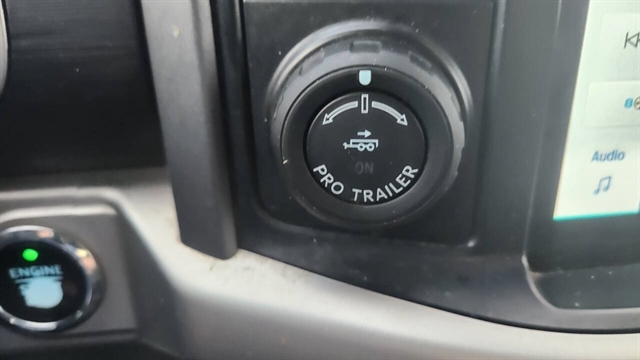 ON
PRO TRAILER
Audio
ENGINE